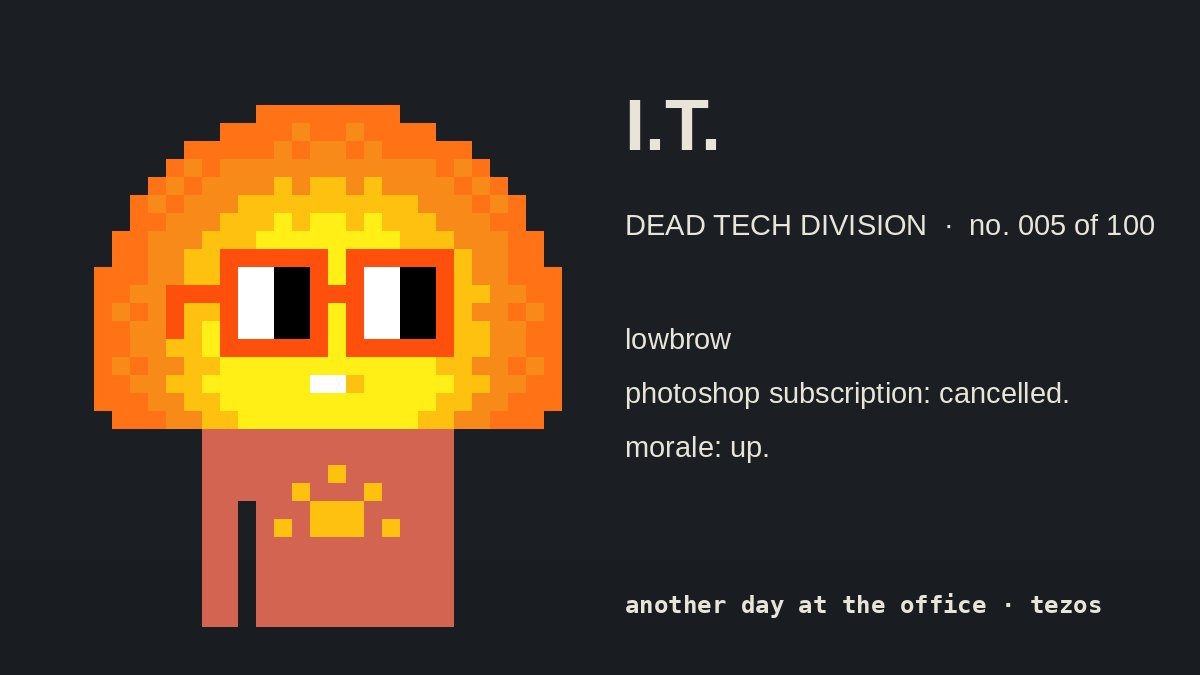 I.T.
DEAD TECH DIVISION · no. 005 of 100
lowbrow
photoshop subscription: cancelled.
morale: up.
another day at the office · tezos